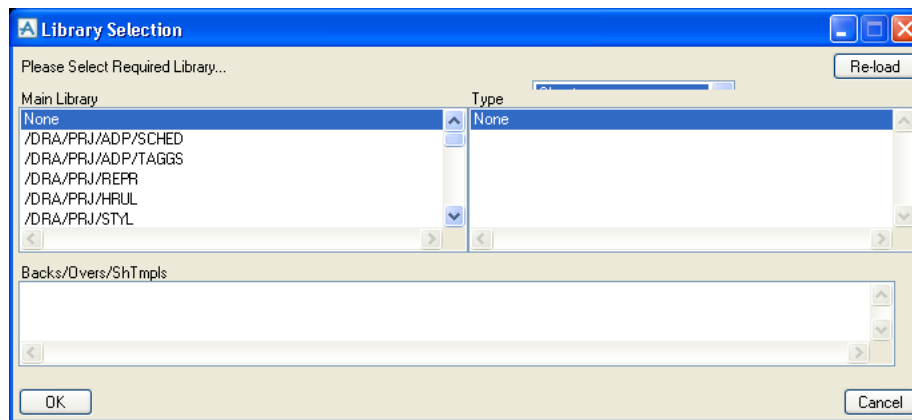 Library Selection
Please Select Required Library...
Re-load
Main Library
Type
None
/DRA/PRJ/ADP/SCHED
/DRA/PRJ/ADP/TAGGS
/DRA/PRJ/REPR
/DRA/PRJ/HRUL
/DRA/PRJ/STYL
None
Backs/Overs/ShTmpls
OK
Cancel